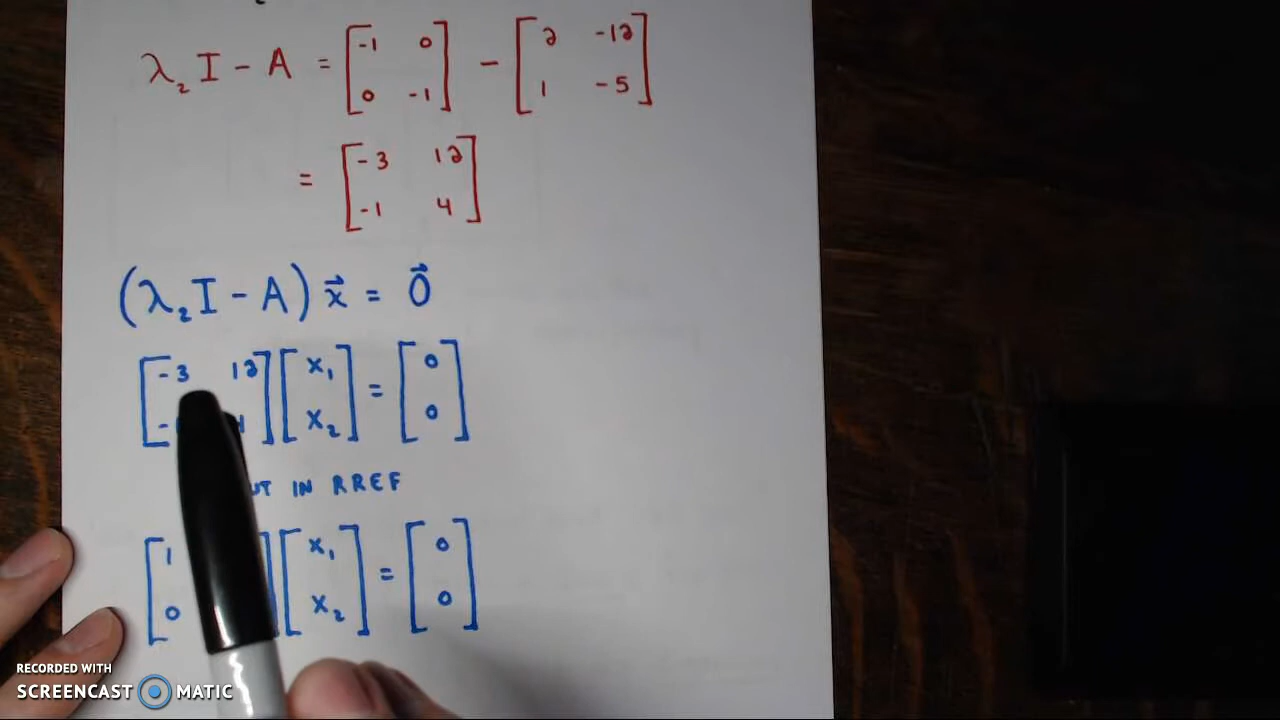 λ₂I - A = [-1 0] - [2 -12]
[0 -1] [1 -5]
= [-3 12]
[-1 4]
(λ₂I - A) x⃗ = 0⃗
[-3 12] [x₁] = [0]
[x₂] [0]
IN RREF
[1 [x₁] = [0]
[0 [x₂] [0]
RECORDED WITH
SCREENCAST MATIC